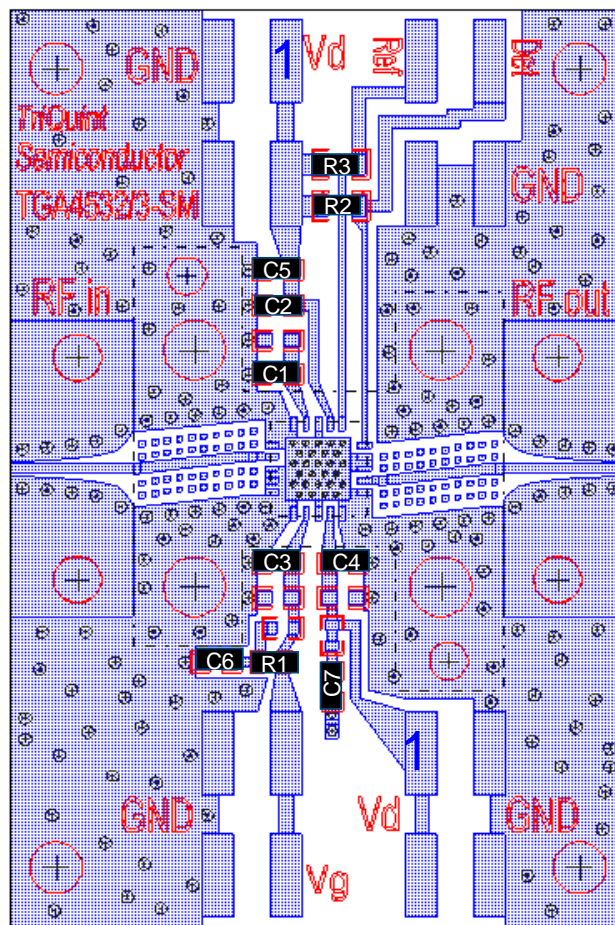 GND
1
Vd
Ref
Det
TriQuint
Semiconductor
TGA4532/3-SM
R3
R2
GND
C5
RF in
C2
RF out
C1
C3
C4
C6
R1
C7
1
GND
Vd
GND
Vg